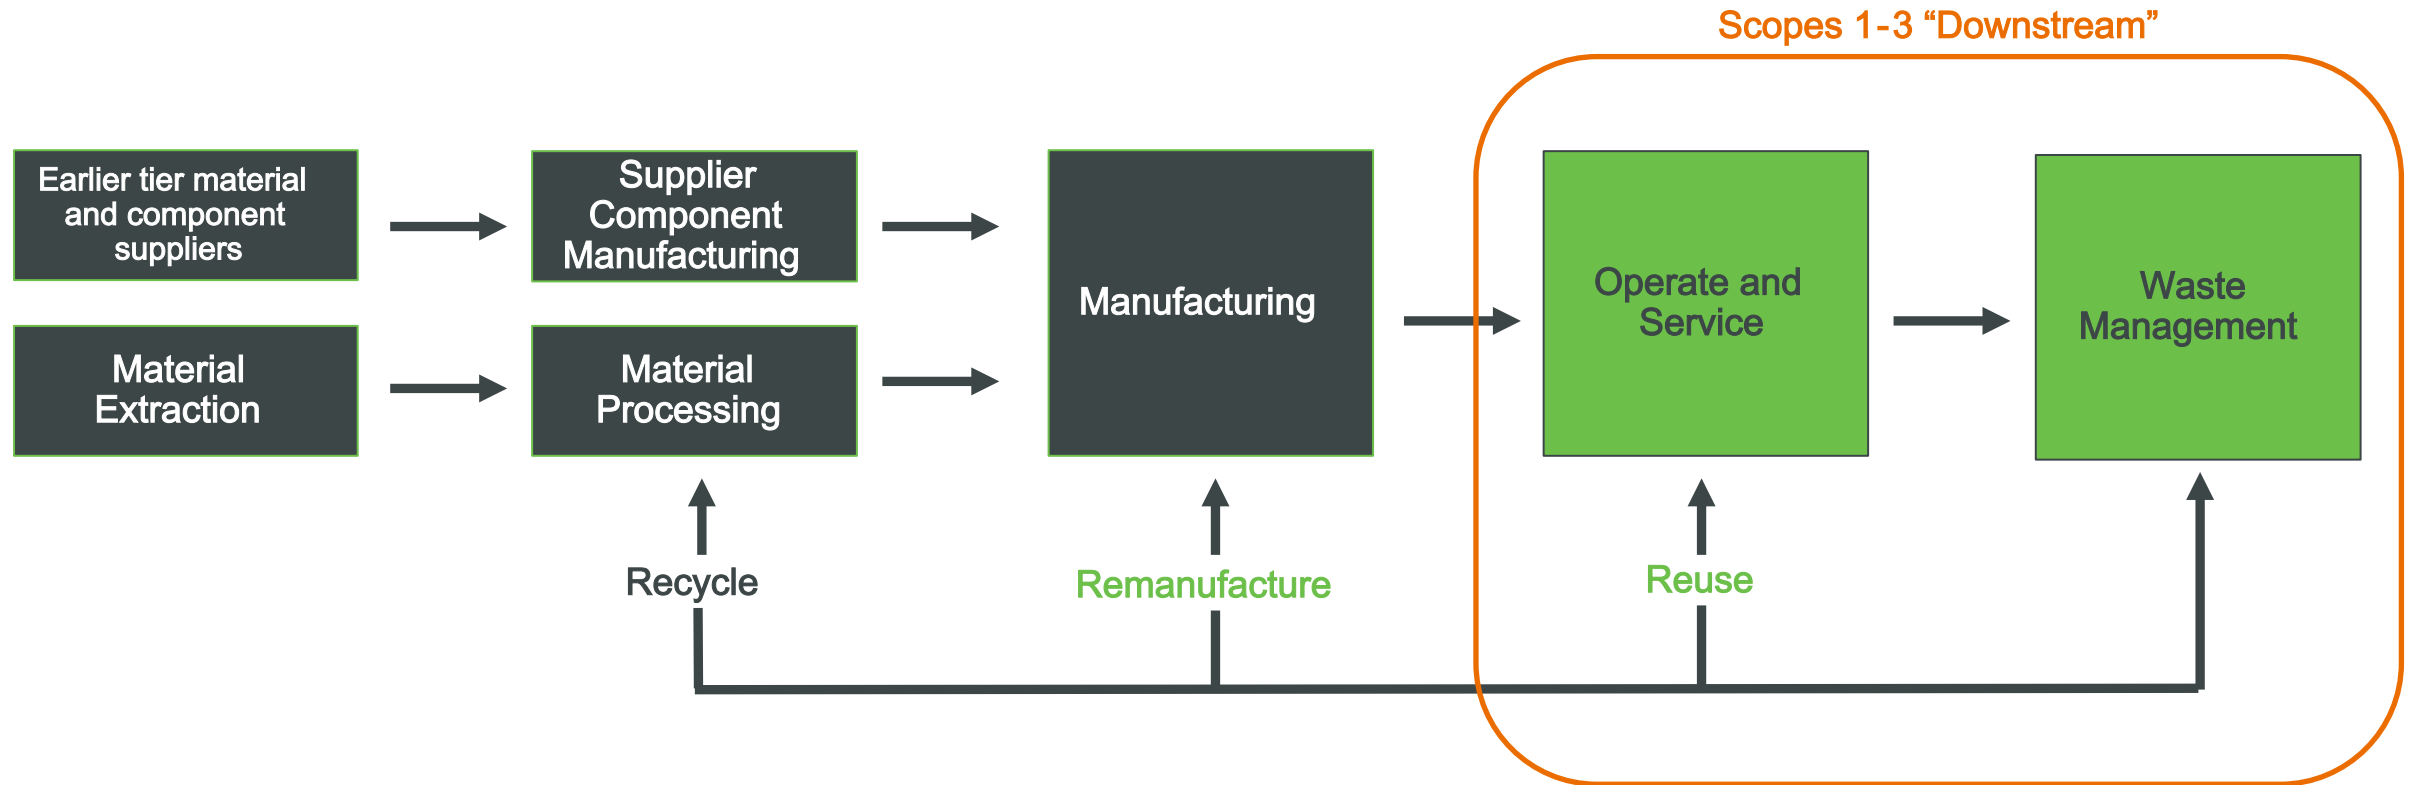 Scopes 1-3 “Downstream”
Earlier tier material
and component
suppliers
Supplier
Component
Manufacturing
Material
Extraction
Material
Processing
Manufacturing
Operate and
Service
Waste
Management
Recycle
Remanufacture
Reuse